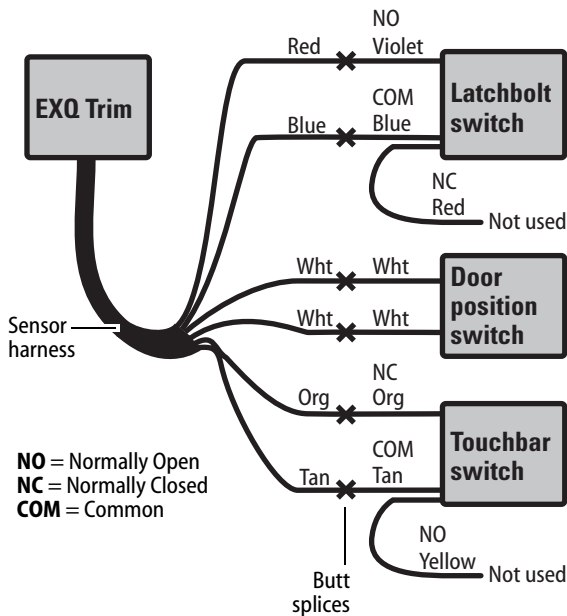 EXQ Trim
Red
NO
Violet
Blue
COM
Blue
Latchbolt
switch
NC
Red
Not used
Wht
Wht
Wht
Wht
Door
position
switch
Sensor
harness
Org
NC
Org
Tan
COM
Tan
Touchbar
switch
NO
Yellow
Not used
NO = Normally Open
NC = Normally Closed
COM = Common
Butt
splices